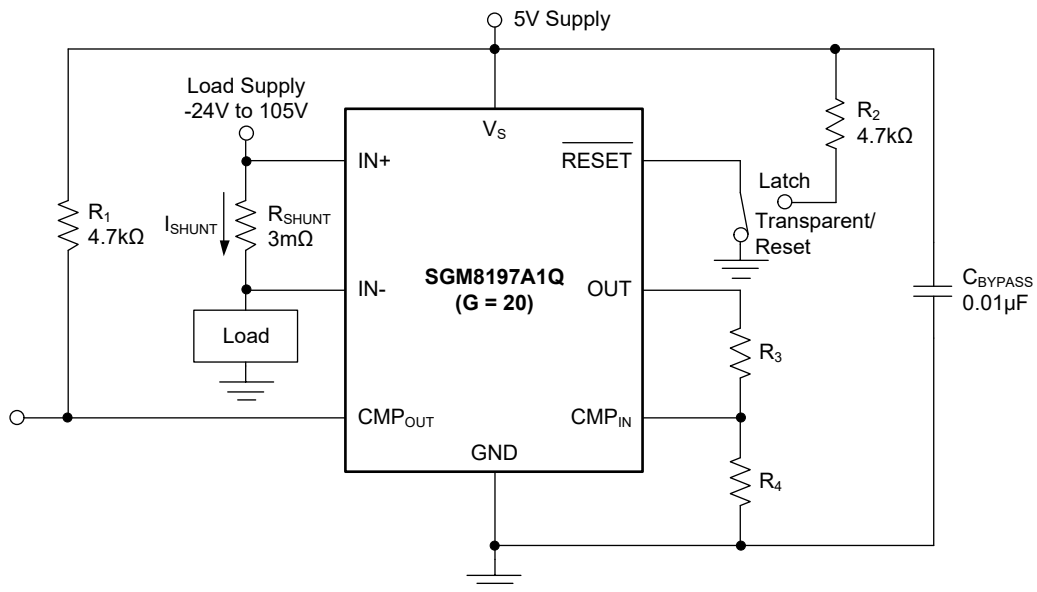 5V Supply
Load Supply
-24V to 105V
VS
IN+
RESET
R2
4.7kΩ
Latch
Transparent/
Reset
R1
4.7kΩ
ISHUNT
RSHUNT
3mΩ
SGM8197A1Q
(G = 20)
IN-
OUT
CBYPASS
0.01µF
Load
R3
CMPOUT
CMPIN
GND
R4